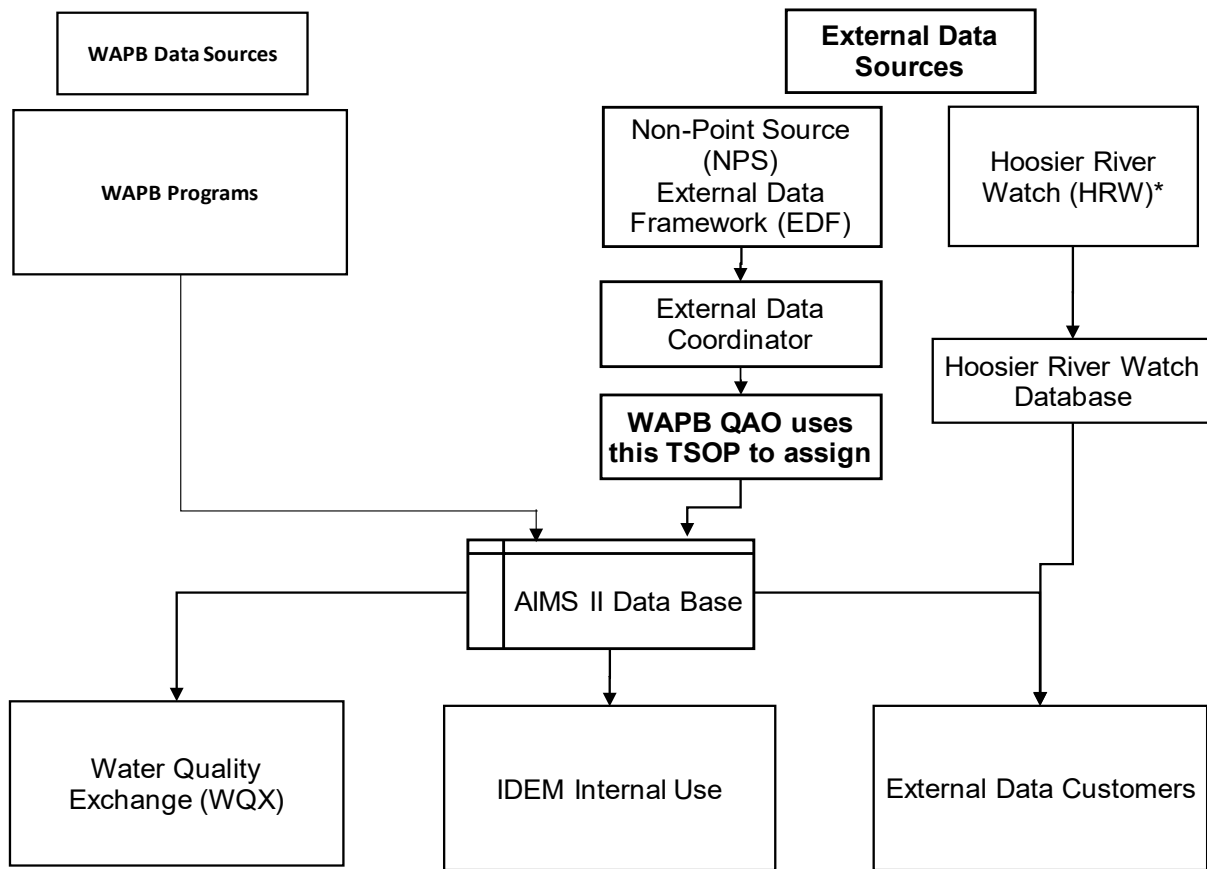 WAPB Data Sources
External Data
Sources
WAPB Programs
Non-Point Source
(NPS)
External Data
Framework (EDF)
Hoosier River
Watch (HRW)*
External Data
Coordinator
Hoosier River Watch
Database
WAPB QAO uses
this TSOP to assign
AIMS II Data Base
Water Quality
Exchange (WQX)
IDEM Internal Use
External Data Customers